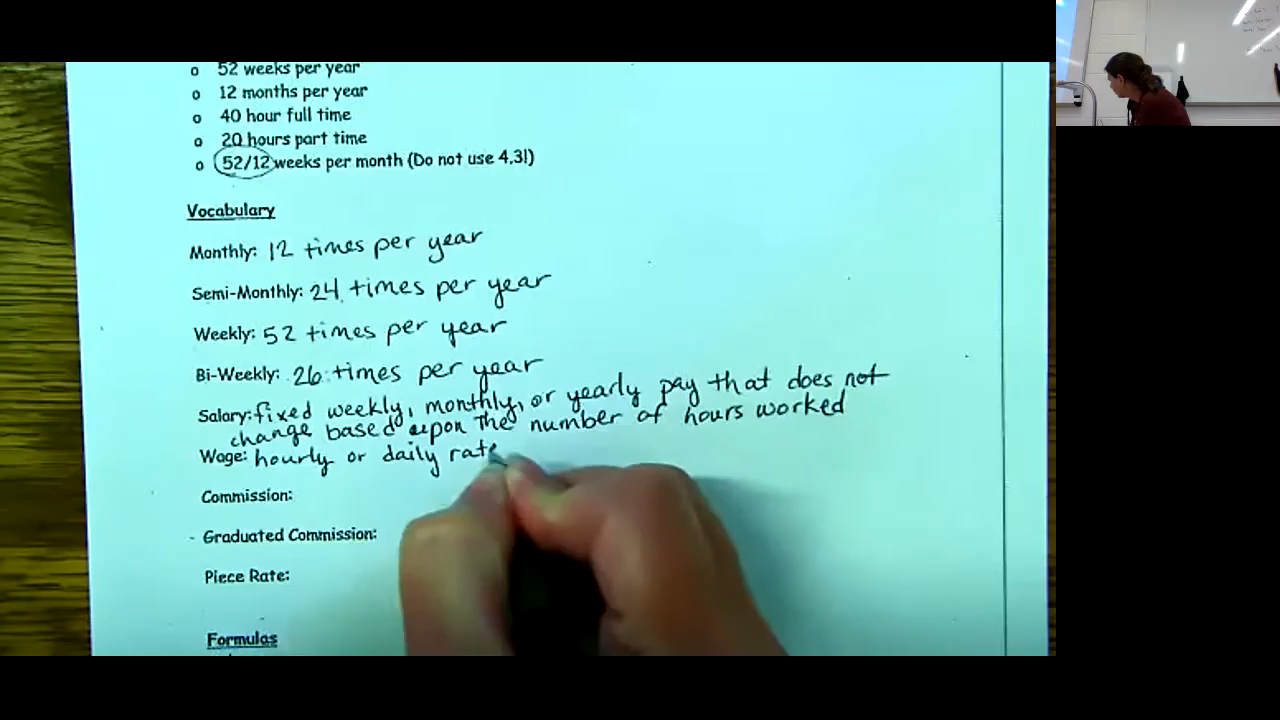 o 52 weeks per year
o 12 months per year
o 40 hour full time
o 20 hours part time
o 52/12 weeks per month (Do not use 4.3!)
Vocabulary
Monthly: 12 times per year
Semi-Monthly: 24 times per year
Weekly: 52 times per year
Bi-Weekly: 26 times per year
Salary: fixed weekly, monthly, or yearly pay that does not
change based upon the number of hours worked
Wage: hourly or daily rate
Commission:
- Graduated Commission:
Piece Rate:
Formulas